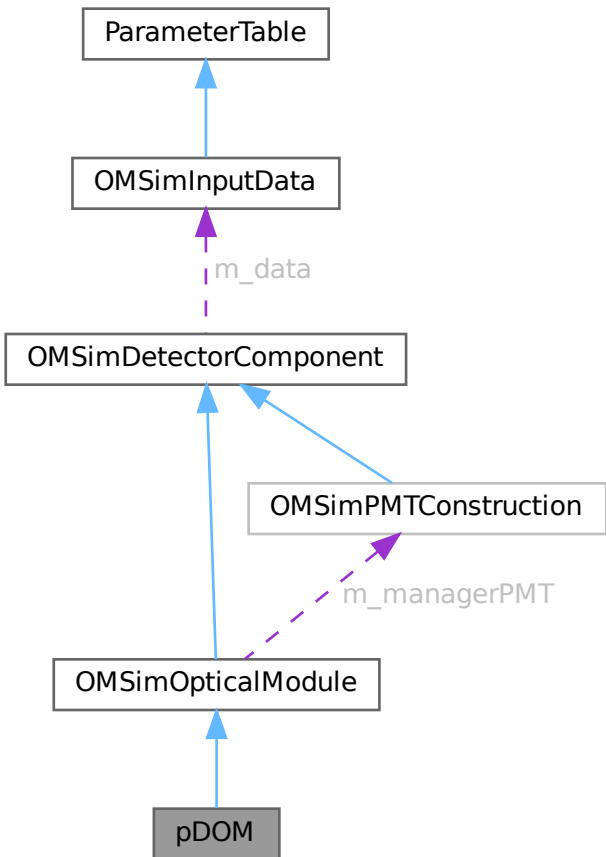 ParameterTable
OMSimInputData
m_data
OMSimDetectorComponent
OMSimPMTConstruction
m_managerPMT
OMSimOpticalModule
pDOM